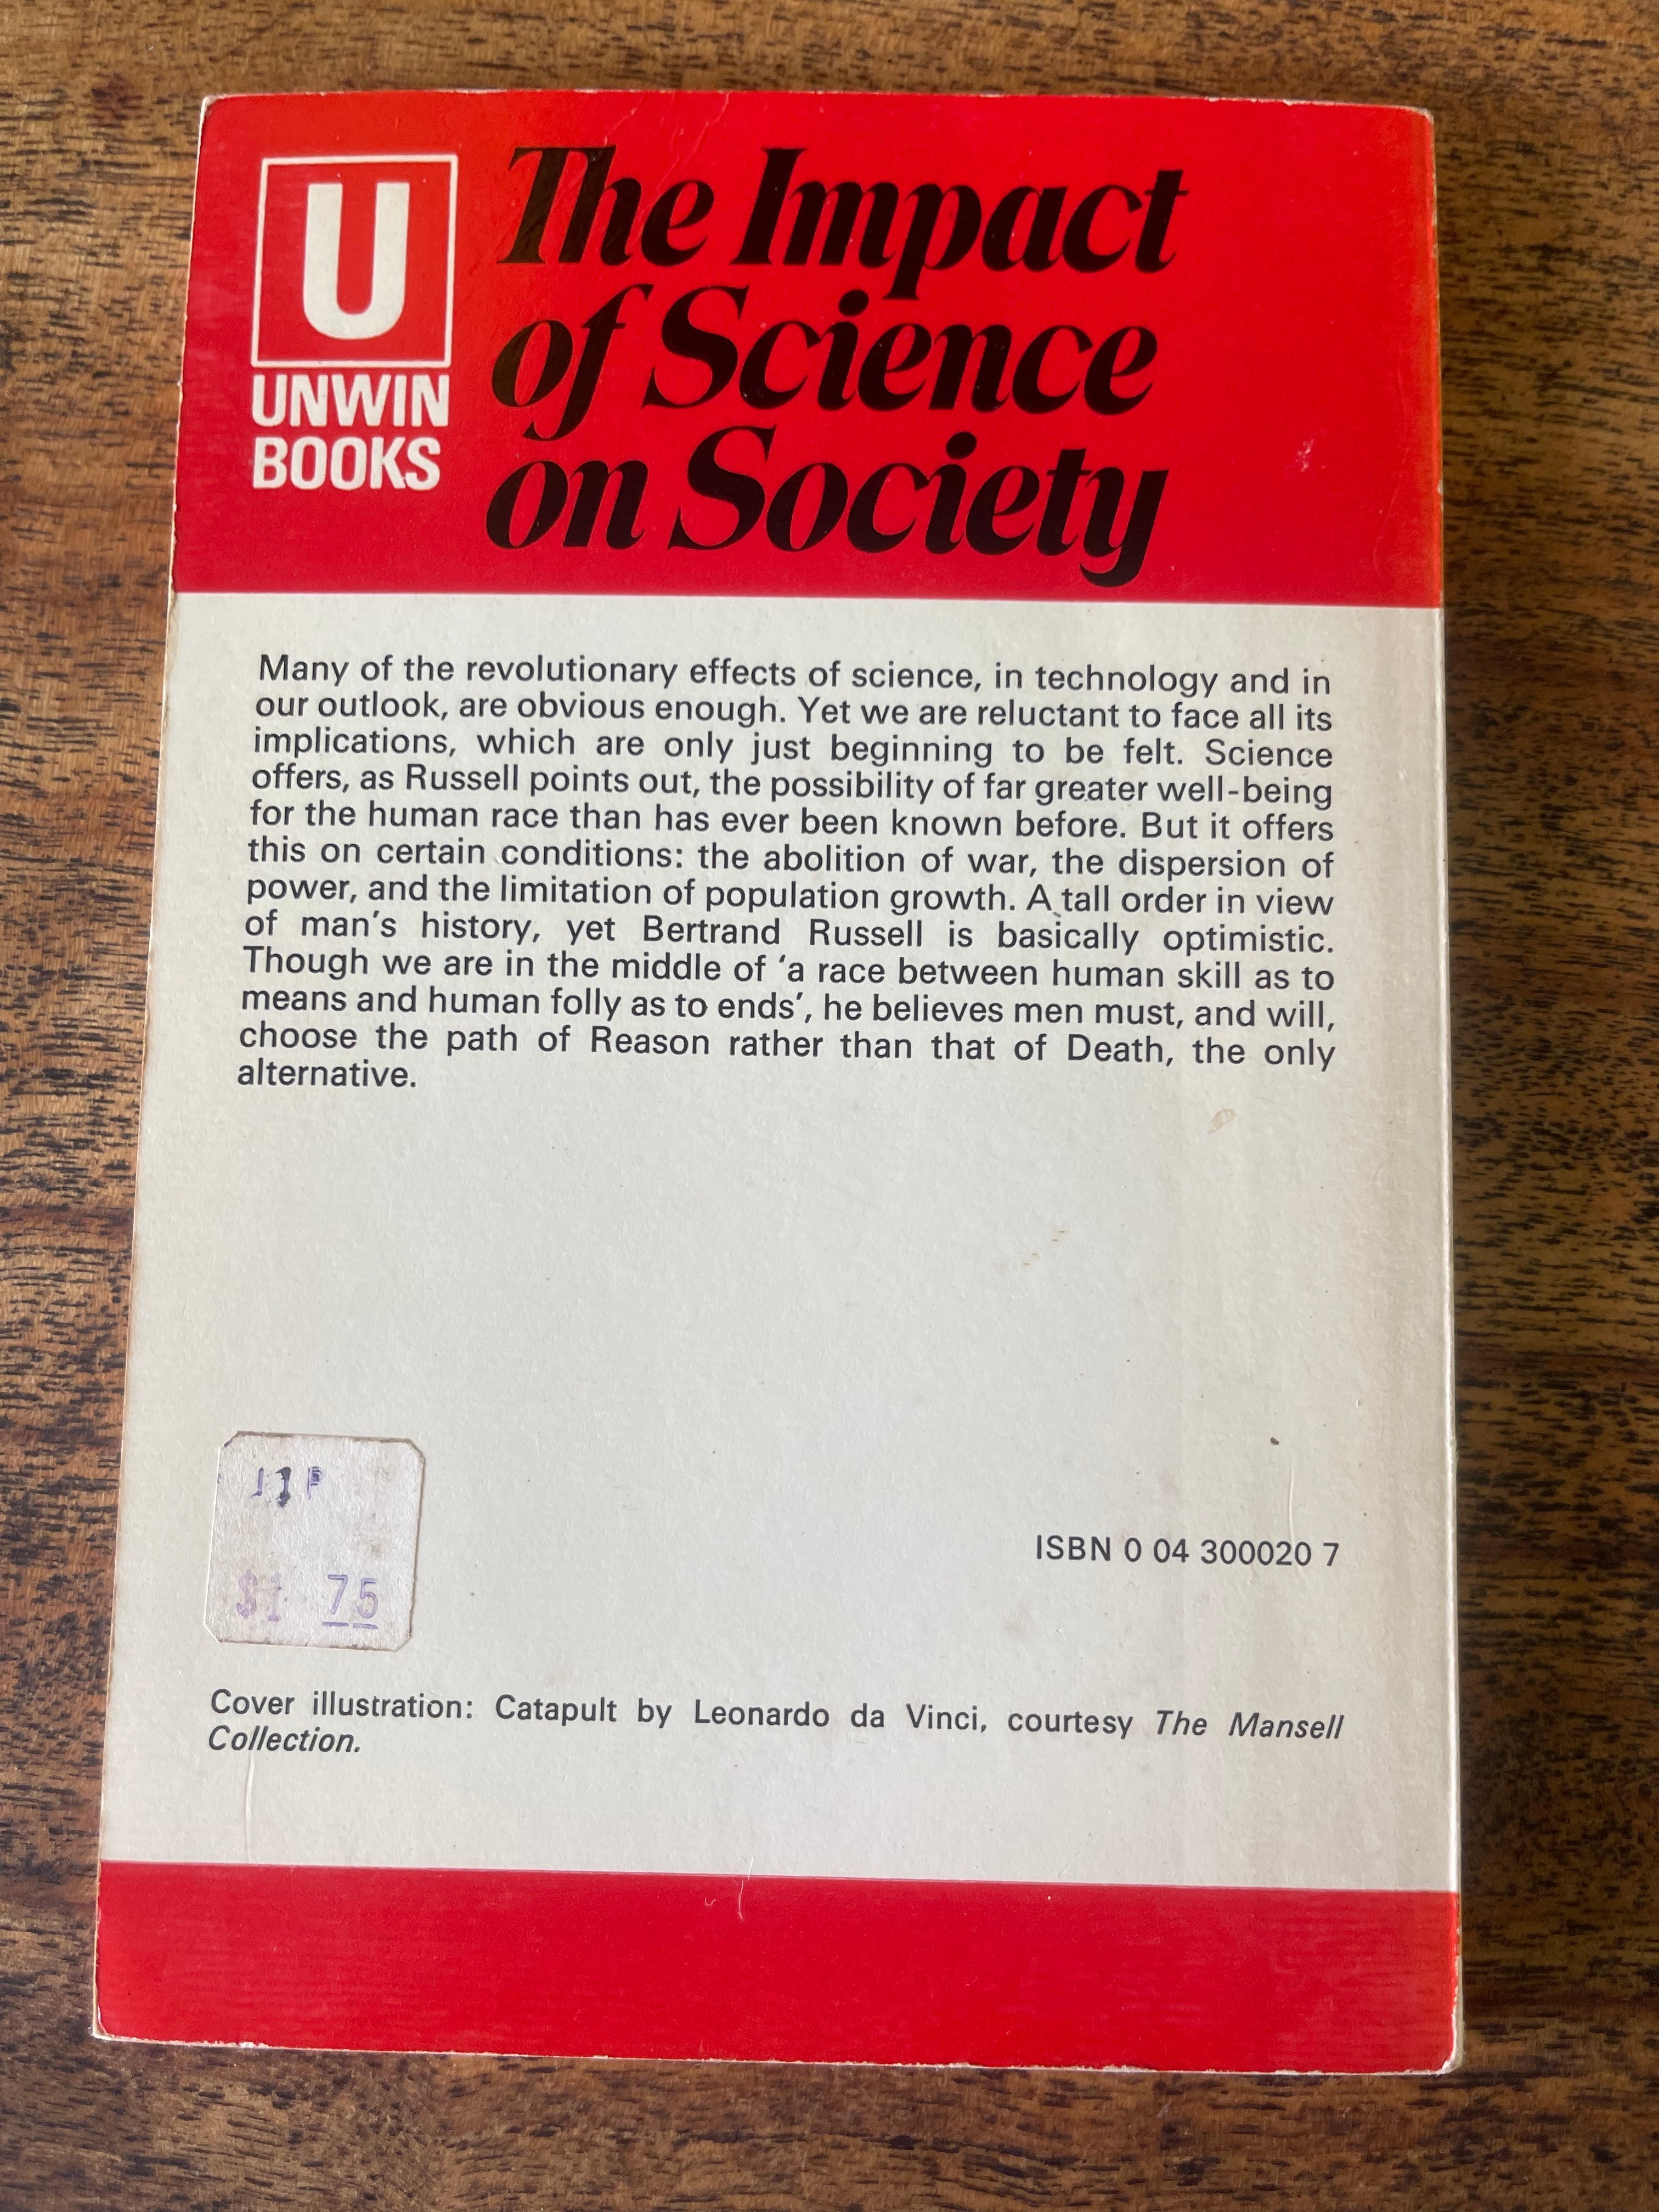 U
UNWIN
BOOKS
The Impact
of Science
on Society
Many of the revolutionary effects of science, in technology and in
our outlook, are obvious enough. Yet we are reluctant to face all its
implications, which are only just beginning to be felt. Science
offers, as Russell points out, the possibility of far greater well-being
for the human race than has ever been known before. But it offers
this on certain conditions: the abolition of war, the dispersion of
power, and the limitation of population growth. A tall order in view
of man's history, yet Bertrand Russell is basically optimistic.
Though we are in the middle of ‘a race between human skill as to
means and human folly as to ends’, he believes men must, and will,
choose the path of Reason rather than that of Death, the only
alternative.
$1 75
ISBN 0 04 300020 7
Cover illustration: Catapult by Leonardo da Vinci, courtesy The Mansell
Collection.